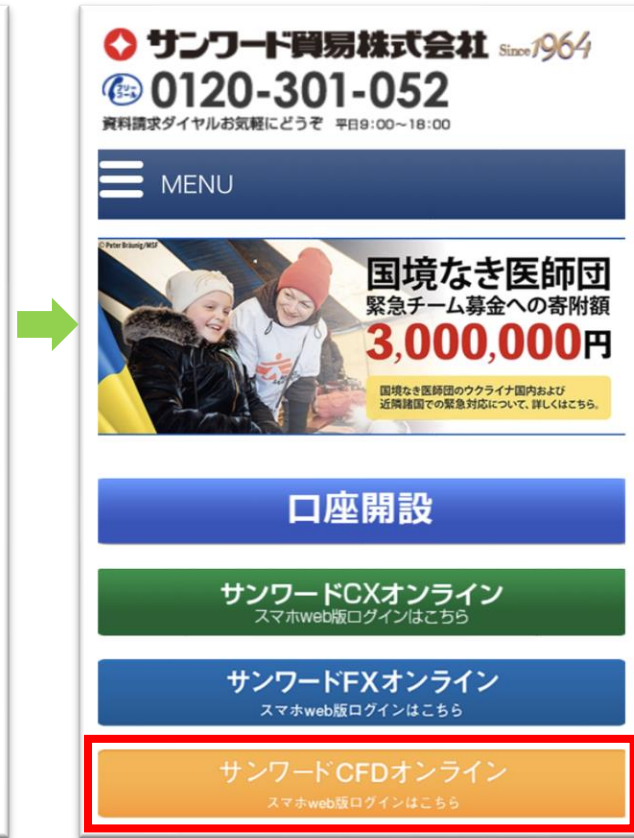 サンワード貿易株式会社 Since 1964
フリーコール 0120-301-052
資料請求ダイヤルお気軽にどうぞ 平日9:00～18:00
MENU
© Peter Bräunig/MSF
国境なき医師団
緊急チーム募金への寄附額
3,000,000円
国境なき医師団のウクライナ国内および
近隣諸国での緊急対応について、詳しくはこちら。
口座開設
サンワードCXオンライン
スマホweb版ログインはこちら
サンワードFXオンライン
スマホweb版ログインはこちら
サンワードCFDオンライン
スマホweb版ログインはこちら